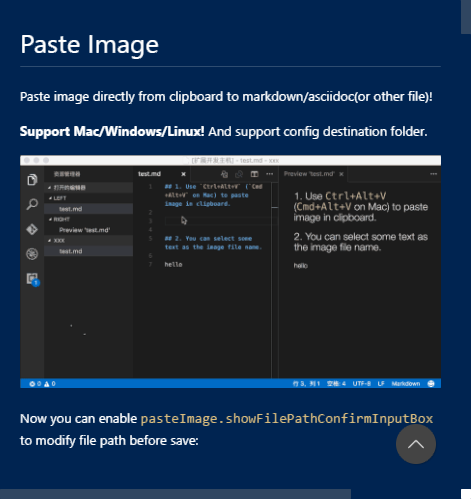 Paste Image
Paste image directly from clipboard to markdown/asciidoc(or other file)!
Support Mac/Windows/Linux! And support config destination folder.
[扩展开发主机] - test.md - xxx
资源管理器
打开的编辑器
LEFT
test.md
RIGHT
Preview 'test.md'
XXX
test.md
1
test.md
1 ## 1. Use `Ctrl+Alt+V` (`Cmd
+Alt+V` on Mac) to paste
image in clipboard.
2
3
4
5 ## 2. You can select some
text as the image file name.
6
7 hello
Preview 'test.md'
1. Use Ctrl+Alt+V
(Cmd+Alt+V on Mac) to paste
image in clipboard.
2. You can select some text as
the image file name.
hello
0 0
行 3，列 1 空格: 4 UTF-8 LF Markdown
Now you can enable pasteImage.showFilePathConfirmInputBox
to modify file path before save: